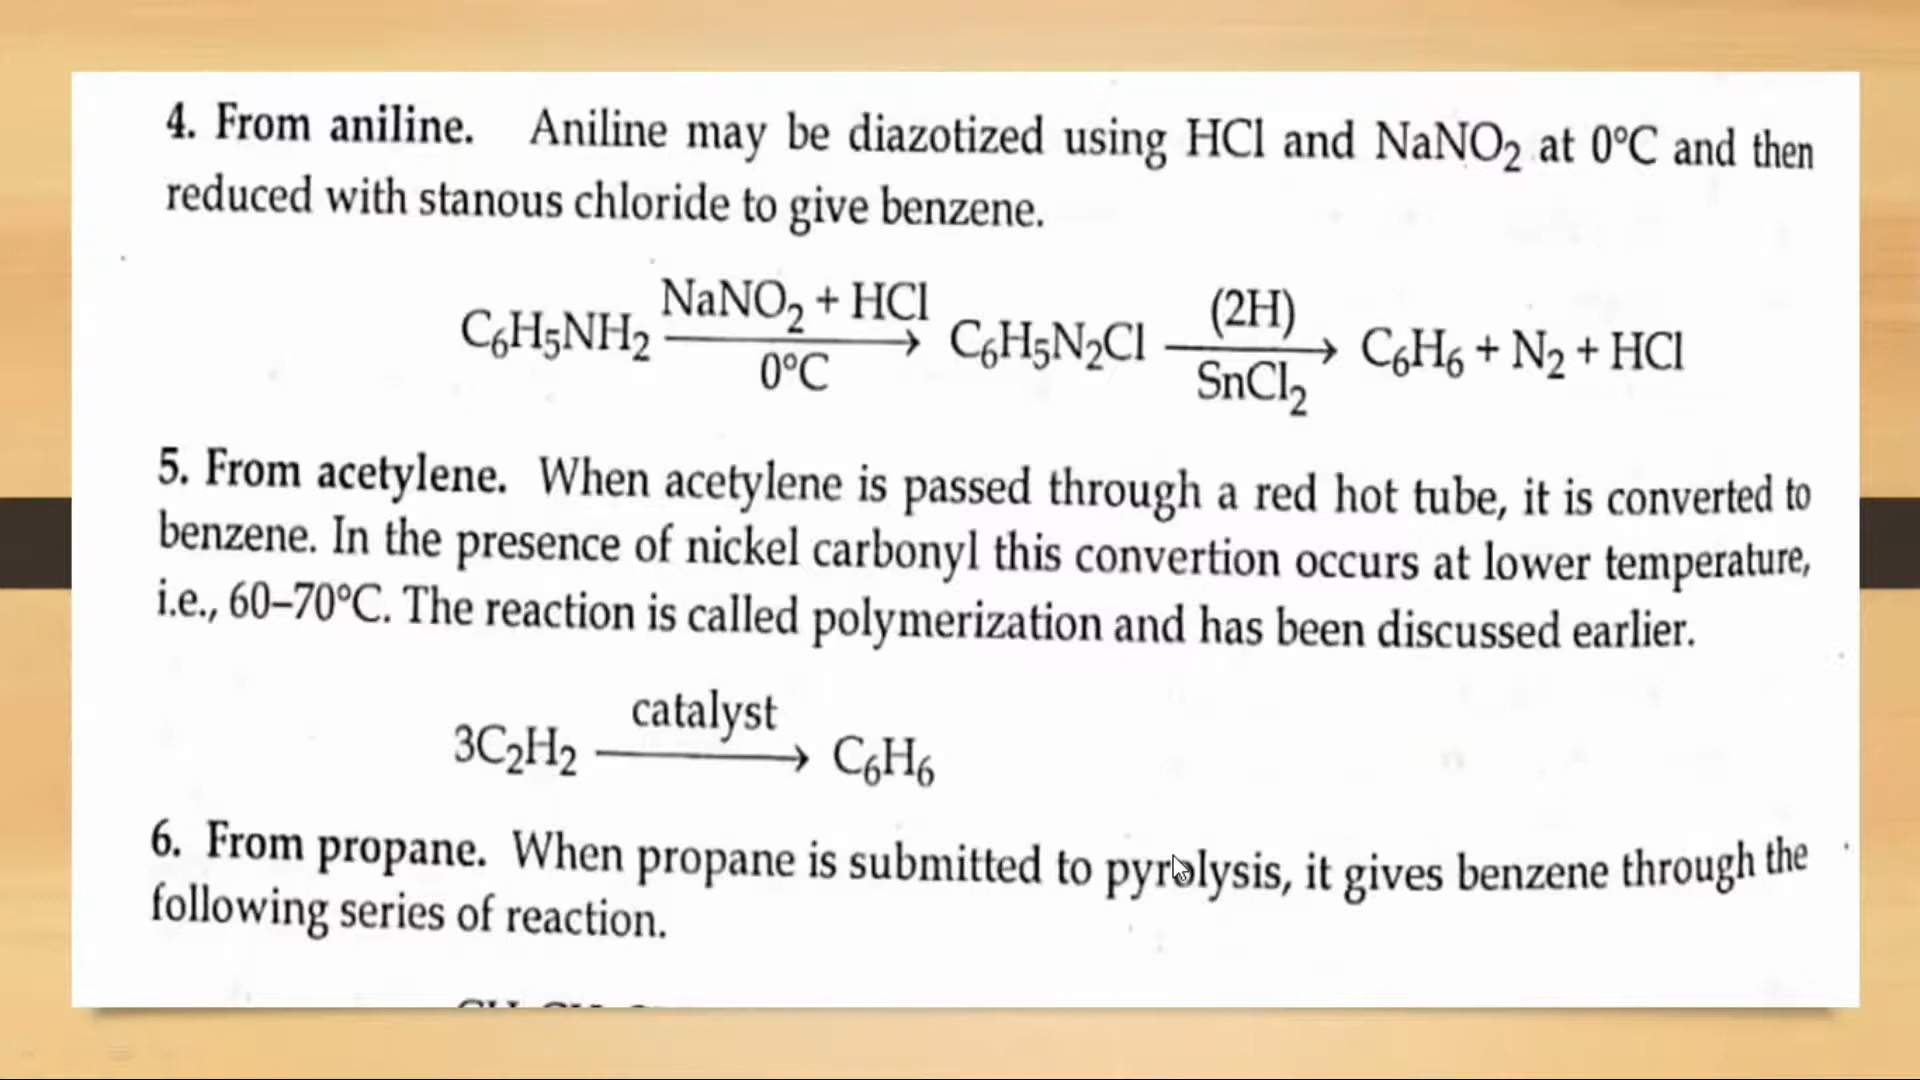 4. From aniline. Aniline may be diazotized using HCl and NaNO₂ at 0°C and then
reduced with stanous chloride to give benzene.
C₆H₅NH₂ NaNO₂ + HCl 0°C → C₆H₅N₂Cl (2H) SnCl₂ → C₆H₆ + N₂ + HCl
5. From acetylene. When acetylene is passed through a red hot tube, it is converted to
benzene. In the presence of nickel carbonyl this convertion occurs at lower temperature,
i.e., 60–70°C. The reaction is called polymerization and has been discussed earlier.
3C₂H₂ catalyst → C₆H₆
6. From propane. When propane is submitted to pyrolysis, it gives benzene through the
following series of reaction.